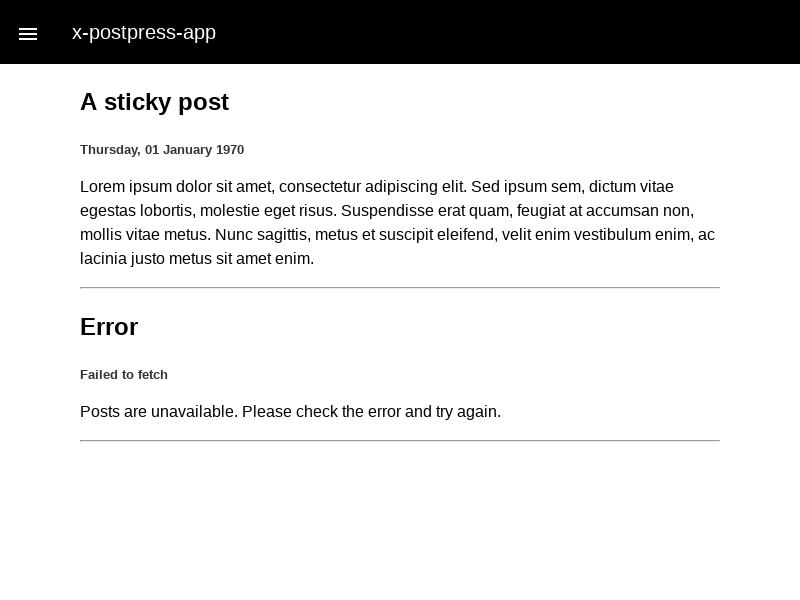 x-postpress-app
A sticky post
Thursday, 01 January 1970
Lorem ipsum dolor sit amet, consectetur adipiscing elit. Sed ipsum sem, dictum vitae
egestas lobortis, molestie eget risus. Suspendisse erat quam, feugiat at accumsan non,
mollis vitae metus. Nunc sagittis, metus et suscipit eleifend, velit enim vestibulum enim, ac
lacinia justo metus sit amet enim.
Error
Failed to fetch
Posts are unavailable. Please check the error and try again.